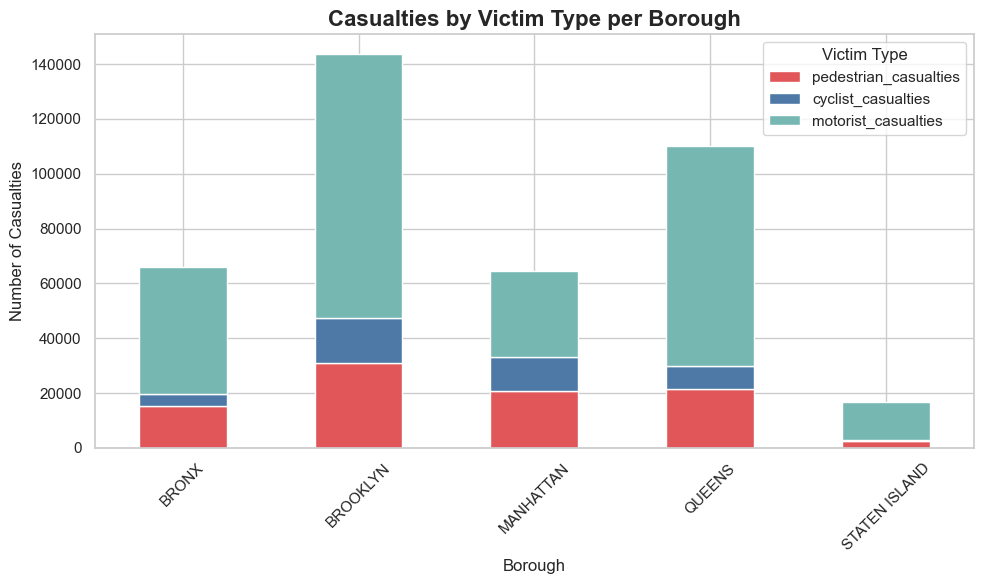 Casualties by Victim Type per Borough
Victim Type
pedestrian_casualties
cyclist_casualties
motorist_casualties
Number of Casualties
140000
120000
100000
80000
60000
40000
20000
0
BRONX
BROOKLYN
MANHATTAN
QUEENS
STATEN ISLAND
Borough